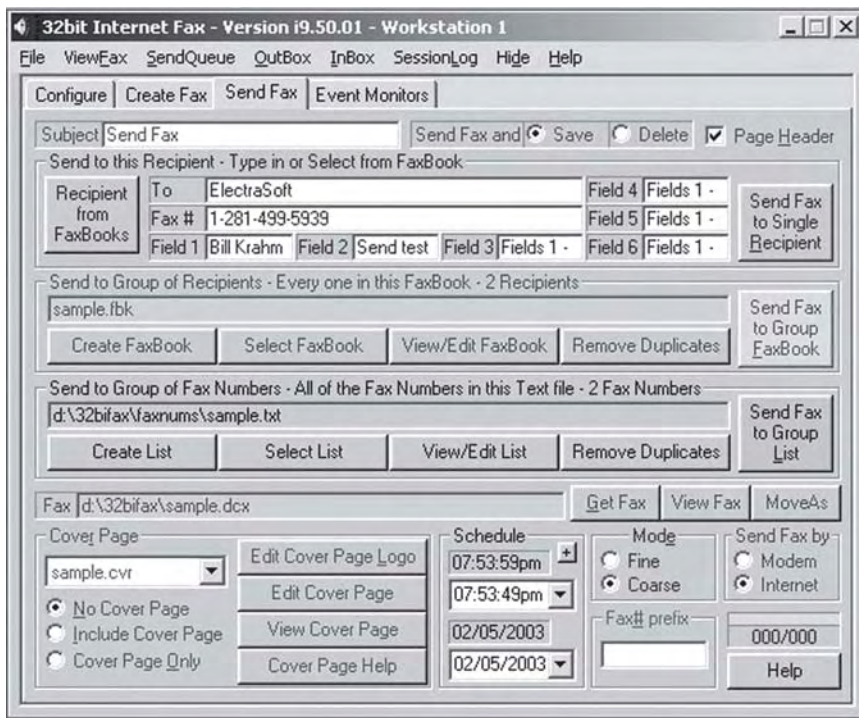 32bit Internet Fax - Version i9.50.01 - Workstation 1
File ViewFax SendQueue OutBox InBox SessionLog Hide Help
Configure Create Fax Send Fax Event Monitors
Subject Send Fax Send Fax and Save Delete Page Header
Send to this Recipient - Type in or Select from FaxBook
Recipient from FaxBooks
To ElectraSoft Field 4 Fields 1 -
Fax # 1-281-499-5939 Field 5 Fields 1 -
Field 1 Bill Krahm Field 2 Send test Field 3 Fields 1 - Field 6 Fields 1 -
Send Fax to Single Recipient
Send to Group of Recipients - Every one in this FaxBook - 2 Recipients
sample.fbk
Create FaxBook Select FaxBook View/Edit FaxBook Remove Duplicates
Send Fax to Group FaxBook
Send to Group of Fax Numbers - All of the Fax Numbers in this Text file - 2 Fax Numbers
d:\32bifax\faxnums\sample.txt
Create List Select List View/Edit List Remove Duplicates
Send Fax to Group List
Fax d:\32bifax\sample.dcx Get Fax View Fax MoveAs
Cover Page
sample.cvr
No Cover Page
Include Cover Page
Cover Page Only
Edit Cover Page Logo
Edit Cover Page
View Cover Page
Cover Page Help
Schedule
07:53:59pm +
07:53:49pm
02/05/2003
02/05/2003
Mode
Fine
Coarse
Fax# prefix
Send Fax by
Modem
Internet
000/000
Help